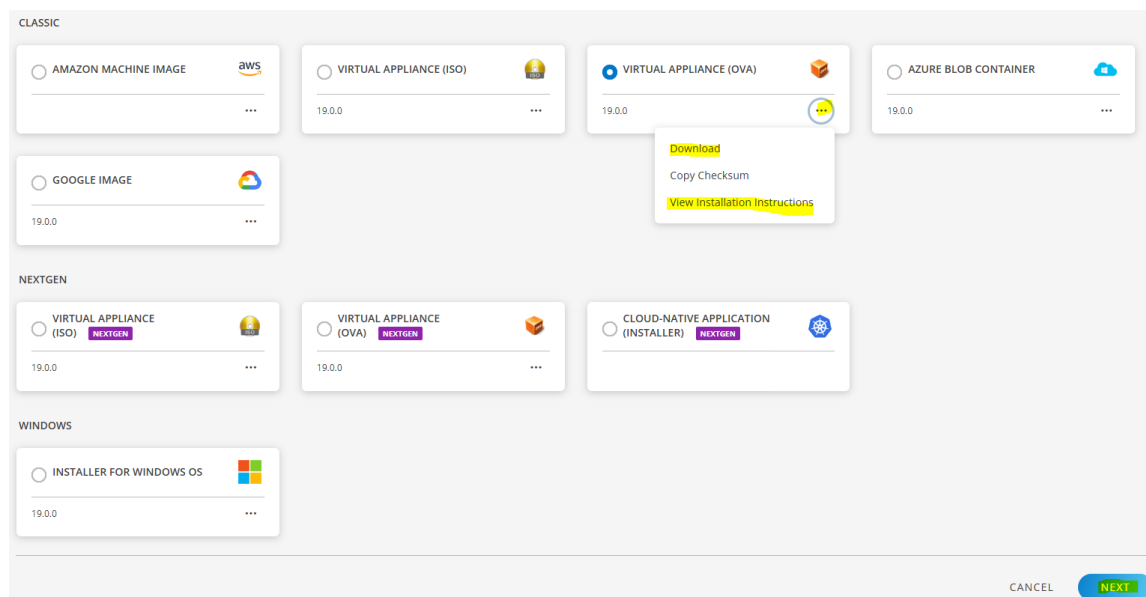 CLASSIC
AMAZON MACHINE IMAGE
aws
VIRTUAL APPLIANCE (ISO)
ISO
VIRTUAL APPLIANCE (OVA)
AZURE BLOB CONTAINER
...
19.0.0
...
19.0.0
...
19.0.0
...
Download
Copy Checksum
View Installation Instructions
GOOGLE IMAGE
19.0.0
...
NEXTGEN
VIRTUAL APPLIANCE
(ISO) NEXTGEN
ISO
VIRTUAL APPLIANCE
(OVA) NEXTGEN
CLOUD-NATIVE APPLICATION
(INSTALLER) NEXTGEN
19.0.0
...
19.0.0
...
WINDOWS
INSTALLER FOR WINDOWS OS
19.0.0
...
CANCEL
NEXT